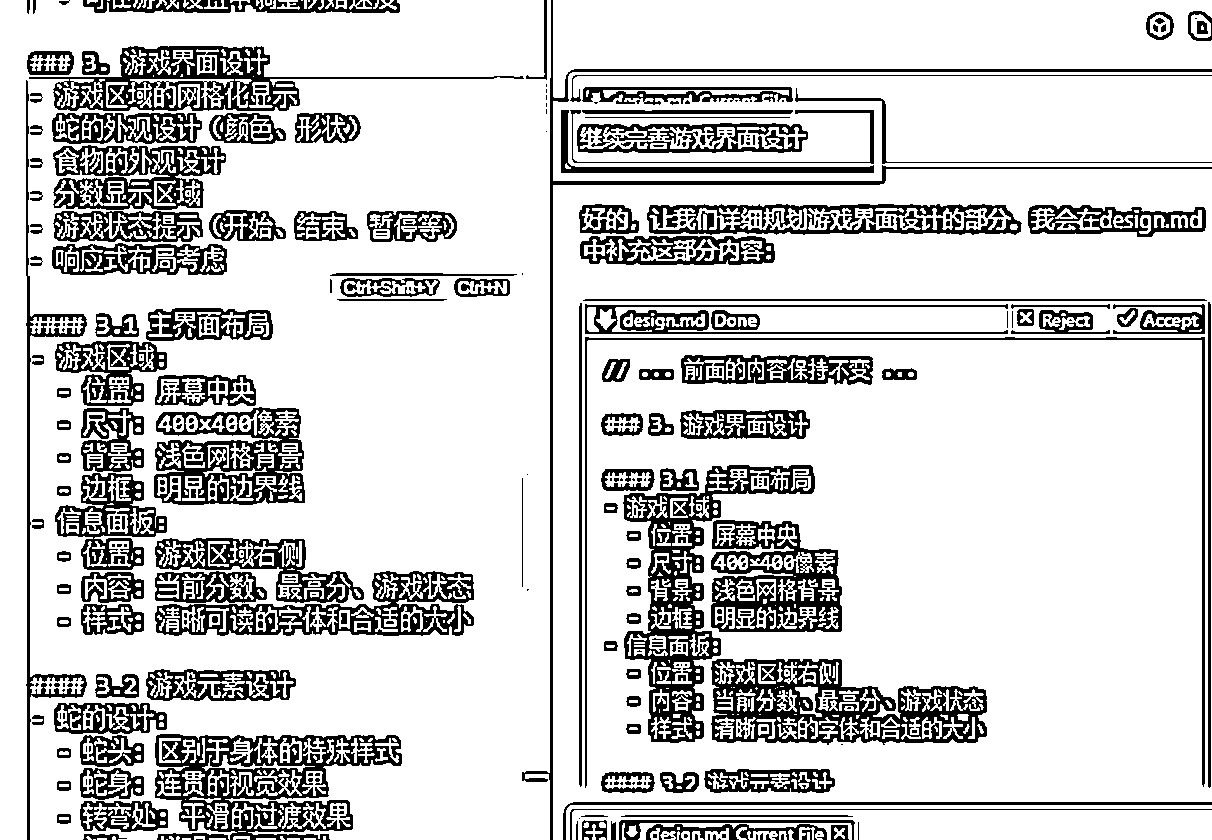 ### 3. 游戏界面设计
- 游戏区域的网格化显示
- 蛇的外观设计（颜色、形状）
- 食物的外观设计
- 分数显示区域
- 游戏状态提示（开始、结束、暂停等）
- 响应式布局考虑
Ctrl+Shift+Y Ctrl+N
#### 3.1 主界面布局
- 游戏区域：
- 位置：屏幕中央
- 尺寸：400x400像素
- 背景：浅色网格背景
- 边框：明显的边界线
- 信息面板：
- 位置：游戏区域右侧
- 内容：当前分数、最高分、游戏状态
- 样式：清晰可读的字体和合适的大小
#### 3.2 游戏元素设计
- 蛇的设计：
- 蛇头：区别于身体的特殊样式
- 蛇身：连贯的视觉效果
- 转弯处：平滑的过渡效果
design.md Current File
继续完善游戏界面设计
好的，让我们详细规划游戏界面设计的部分。我会在design.md
中补充这部分内容：
design.md Done Reject Accept
// ... 前面的内容保持不变 ...
### 3. 游戏界面设计
#### 3.1 主界面布局
- 游戏区域：
- 位置：屏幕中央
- 尺寸：400x400像素
- 背景：浅色网格背景
- 边框：明显的边界线
- 信息面板：
- 位置：游戏区域右侧
- 内容：当前分数、最高分、游戏状态
- 样式：清晰可读的字体和合适的大小
#### 3.2 游戏元素设计
design.md Current File